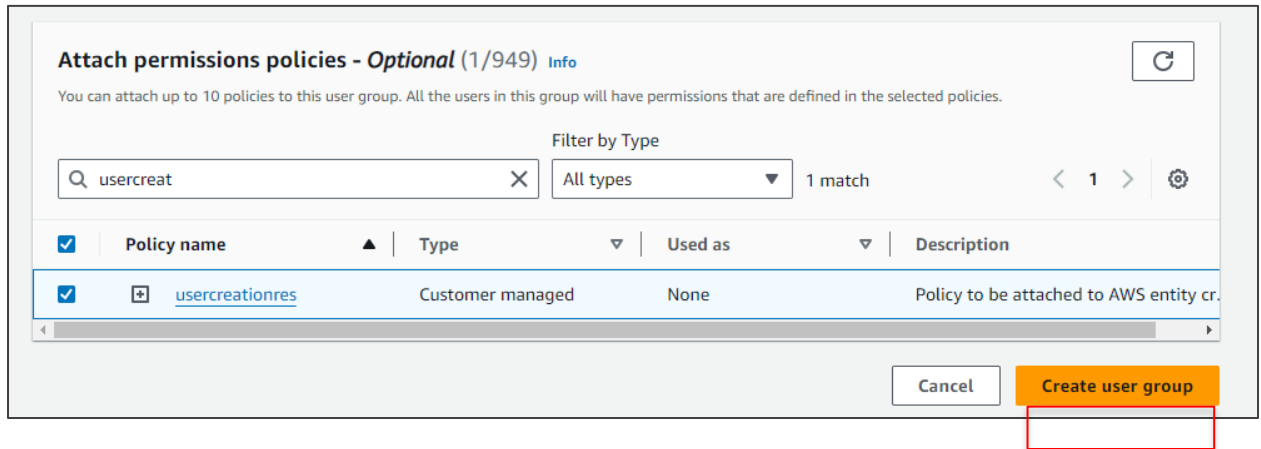 Attach permissions policies - Optional (1/949) Info
You can attach up to 10 policies to this user group. All the users in this group will have permissions that are defined in the selected policies.
Filter by Type
usercreat All types 1 match 1
Policy name Type Used as Description
usercreationres Customer managed None Policy to be attached to AWS entity cr.
Cancel Create user group